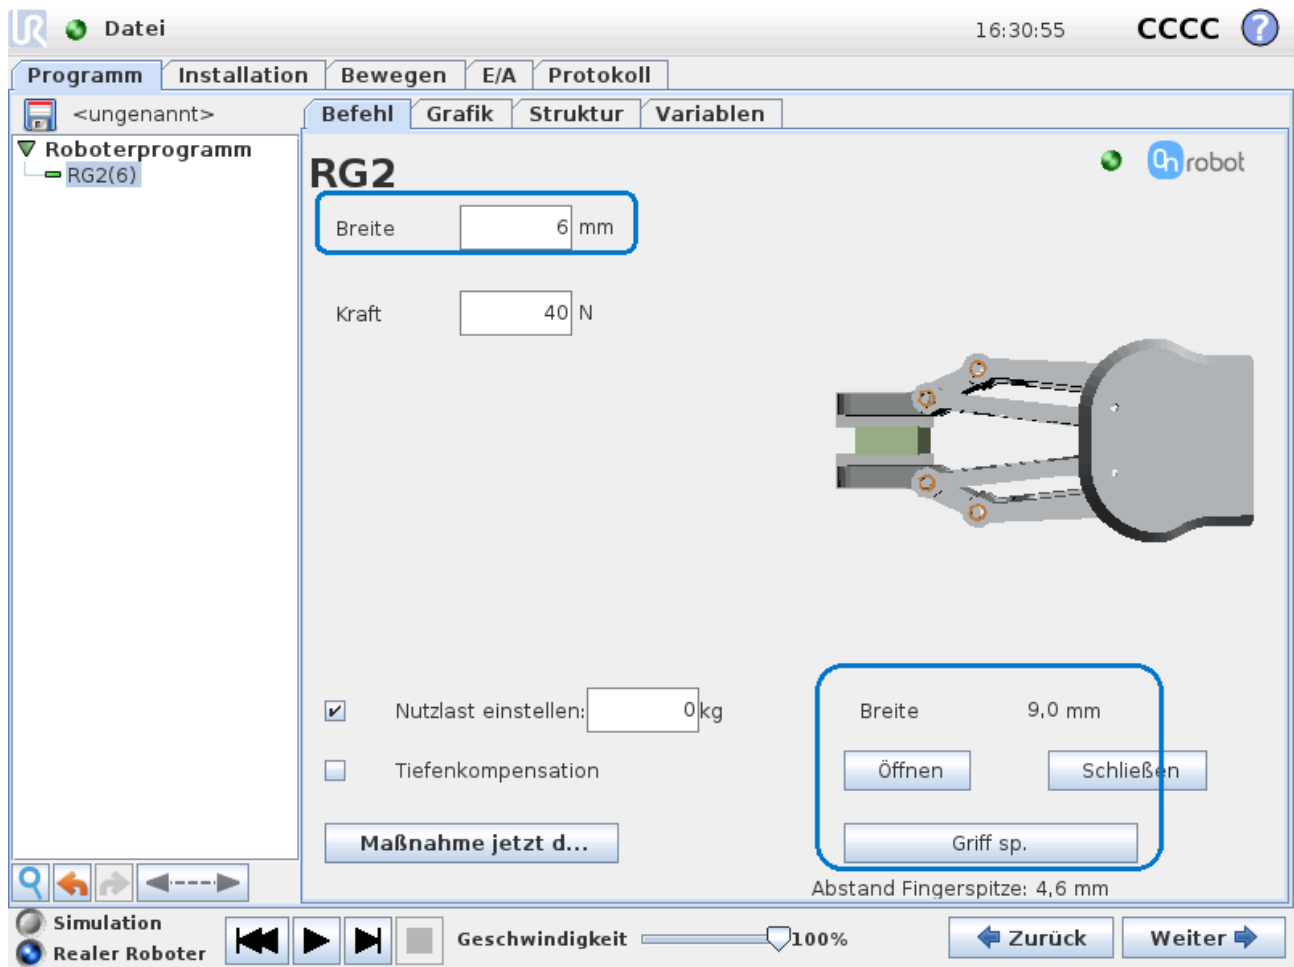 Datei
16:30:55
CCCC
?
Programm
Installation
Bewegen
E/A
Protokoll
<ungenannt>
Befehl
Grafik
Struktur
Variablen
Roboterprogramm
RG2(6)
RG2
On robot
Breite
6 mm
Kraft
40 N
Nutzlast einstellen: 0 kg
Breite
9,0 mm
Tiefenkompensation
Öffnen
Schließen
Maßnahme jetzt d...
Griff sp.
Abstand Fingerspitze: 4,6 mm
Simulation
Realer Roboter
Geschwindigkeit
100%
Zurück
Weiter